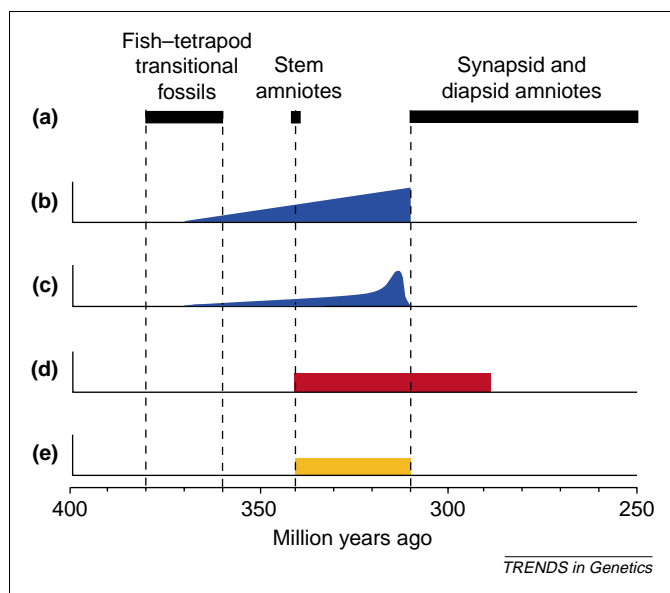 Fish–tetrapod
transitional
fossils
Stem
amniotes
Synapsid and
diapsid amniotes
(a)
(b)
(c)
(d)
(e)
400
350
300
250
Million years ago
TRENDS in Genetics